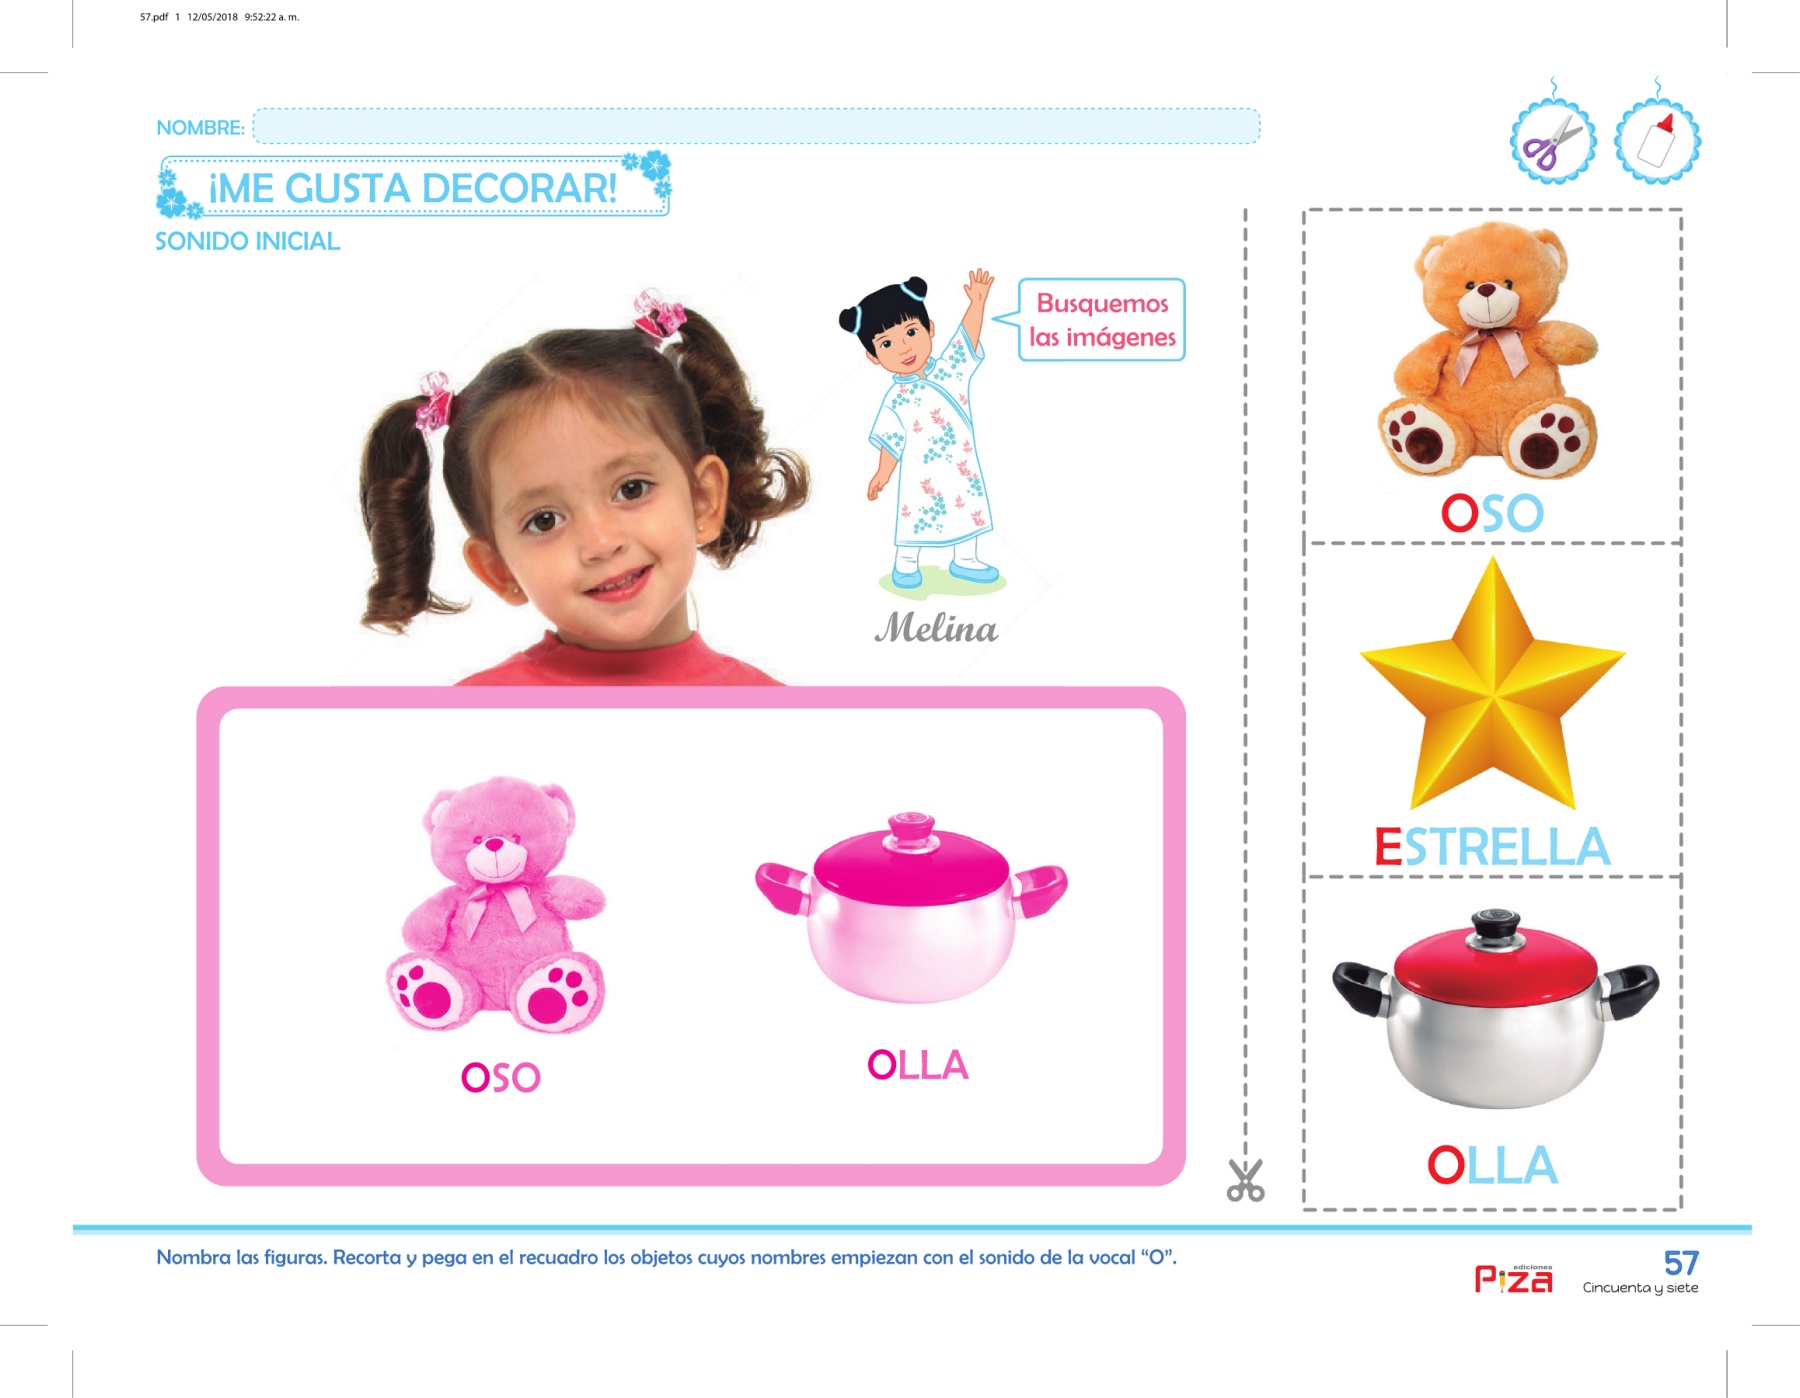 57.pdf 1 12/05/2018 9:52:22 a. m.
NOMBRE:
¡ME GUSTA DECORAR!
SONIDO INICIAL
Busquemos
las imágenes
Melina
OSO
OLLA
OSO
ESTRELLA
OLLA
Nombra las figuras. Recorta y pega en el recuadro los objetos cuyos nombres empiezan con el sonido de la vocal “O”.
ediciones
Piza
57
Cincuenta y siete